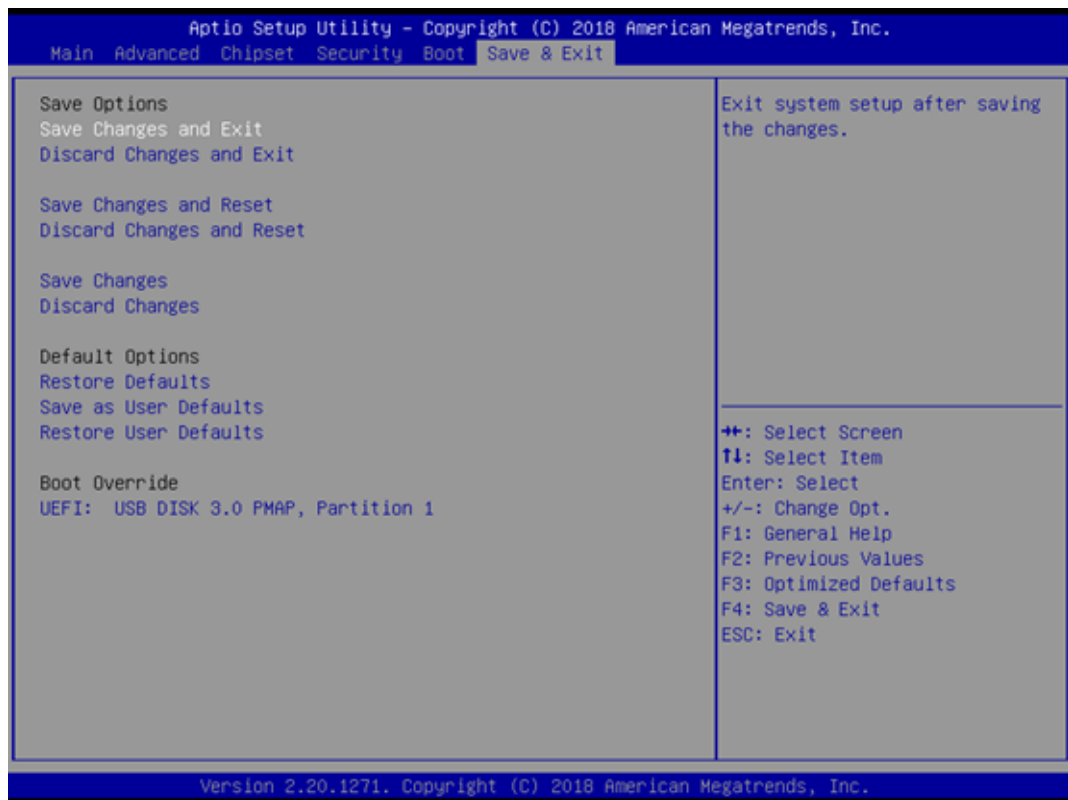 Aptio Setup Utility – Copyright (C) 2018 American Megatrends, Inc.
Main Advanced Chipset Security Boot Save & Exit
Save Options
Save Changes and Exit
Discard Changes and Exit
Save Changes and Reset
Discard Changes and Reset
Save Changes
Discard Changes
Default Options
Restore Defaults
Save as User Defaults
Restore User Defaults
Boot Override
UEFI: USB DISK 3.0 PMAP, Partition 1
Exit system setup after saving
the changes.
→←: Select Screen
↑↓: Select Item
Enter: Select
+/-: Change Opt.
F1: General Help
F2: Previous Values
F3: Optimized Defaults
F4: Save & Exit
ESC: Exit
Version 2.20.1271. Copyright (C) 2018 American Megatrends, Inc.